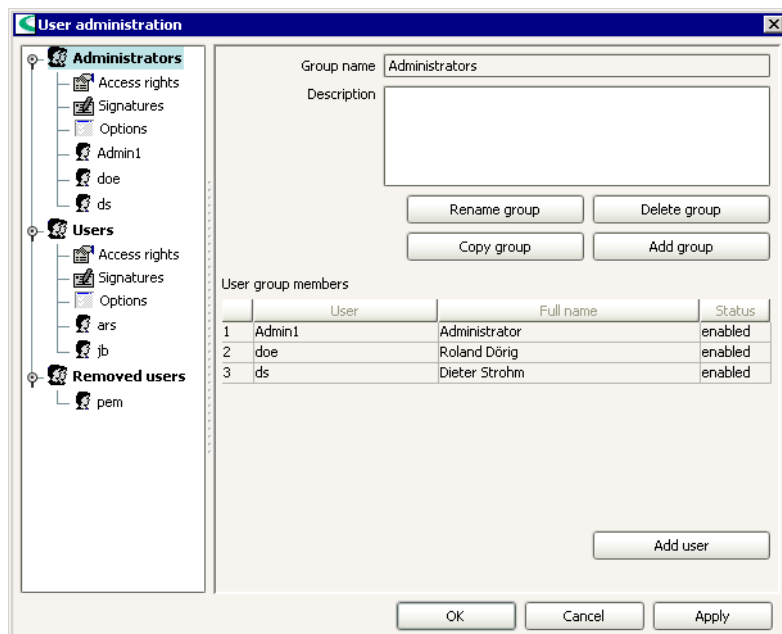 User administration
Administrators
Access rights
Signatures
Options
Admin1
doe
ds
Users
Access rights
Signatures
Options
ars
jb
Removed users
pem
Group name Administrators
Description
Rename group Delete group
Copy group Add group
User group members
User Full name Status
1 Admin1 Administrator enabled
2 doe Roland Dörig enabled
3 ds Dieter Strohm enabled
Add user
OK Cancel Apply